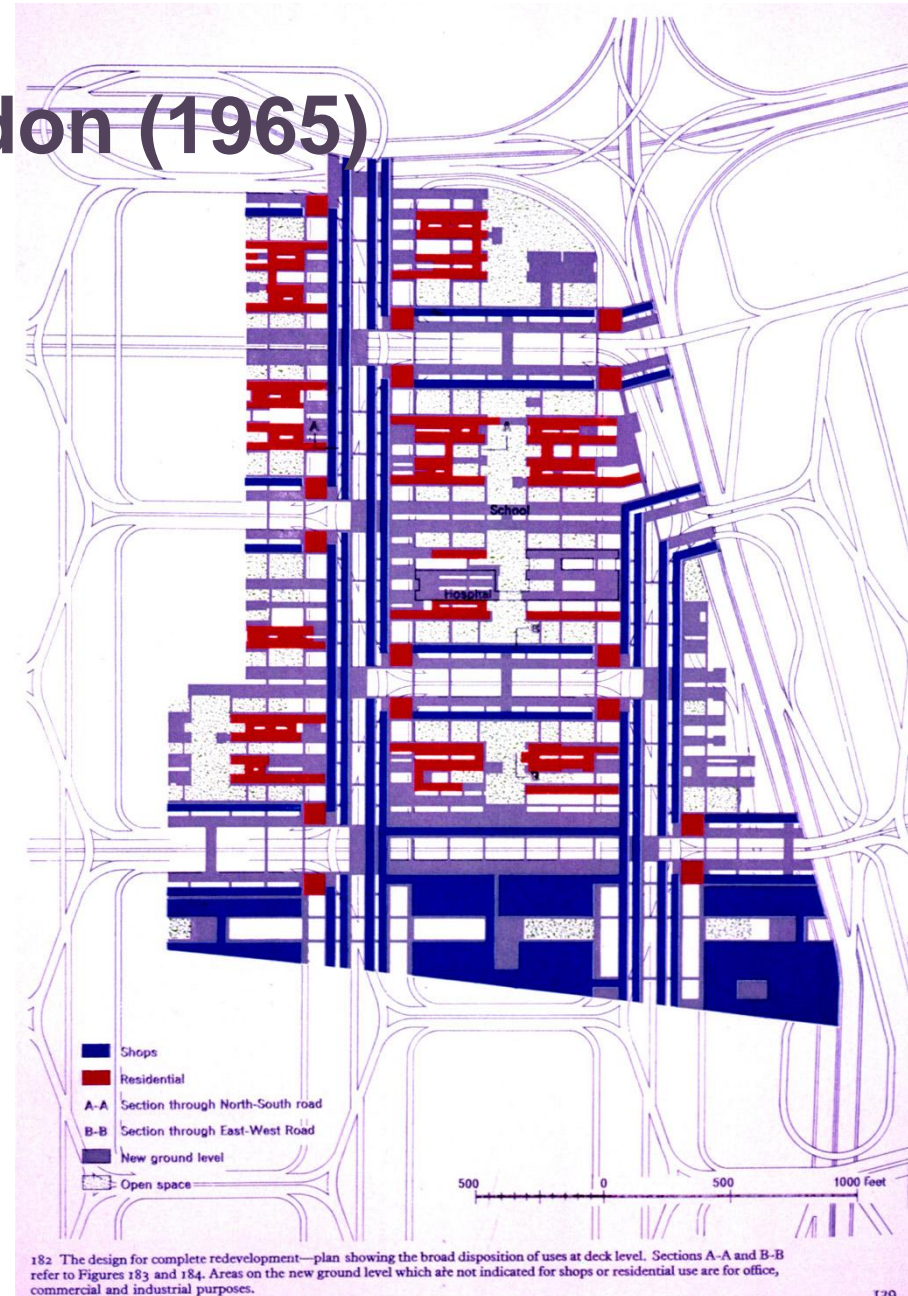 don (1965)
A
A
School
Hospital
B
B
Shops
Residential
A-A Section through North-South road
B-B Section through East-West Road
New ground level
Open space
500 0 500 1000 Feet
182 The design for complete redevelopment—plan showing the broad disposition of uses at deck level. Sections A-A and B-B
refer to Figures 183 and 184. Areas on the new ground level which are not indicated for shops or residential use are for office,
commercial and industrial purposes.
129